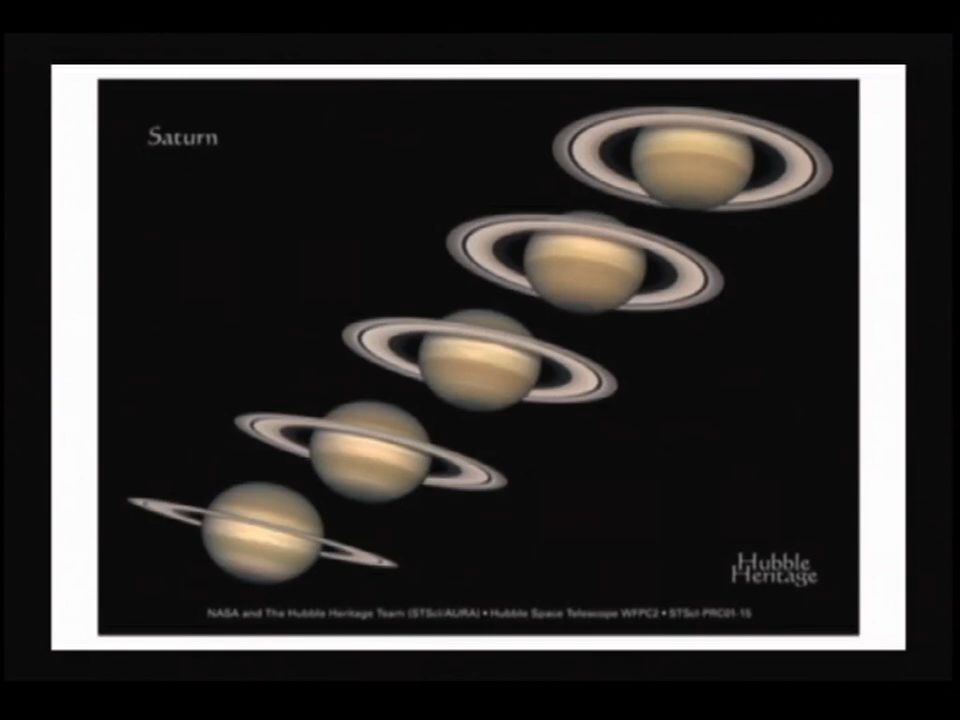 Saturn
Hubble
Heritage
NASA and The Hubble Heritage Team (STScI/AURA) • Hubble Space Telescope WFPC2 • STScI-PRC01-15